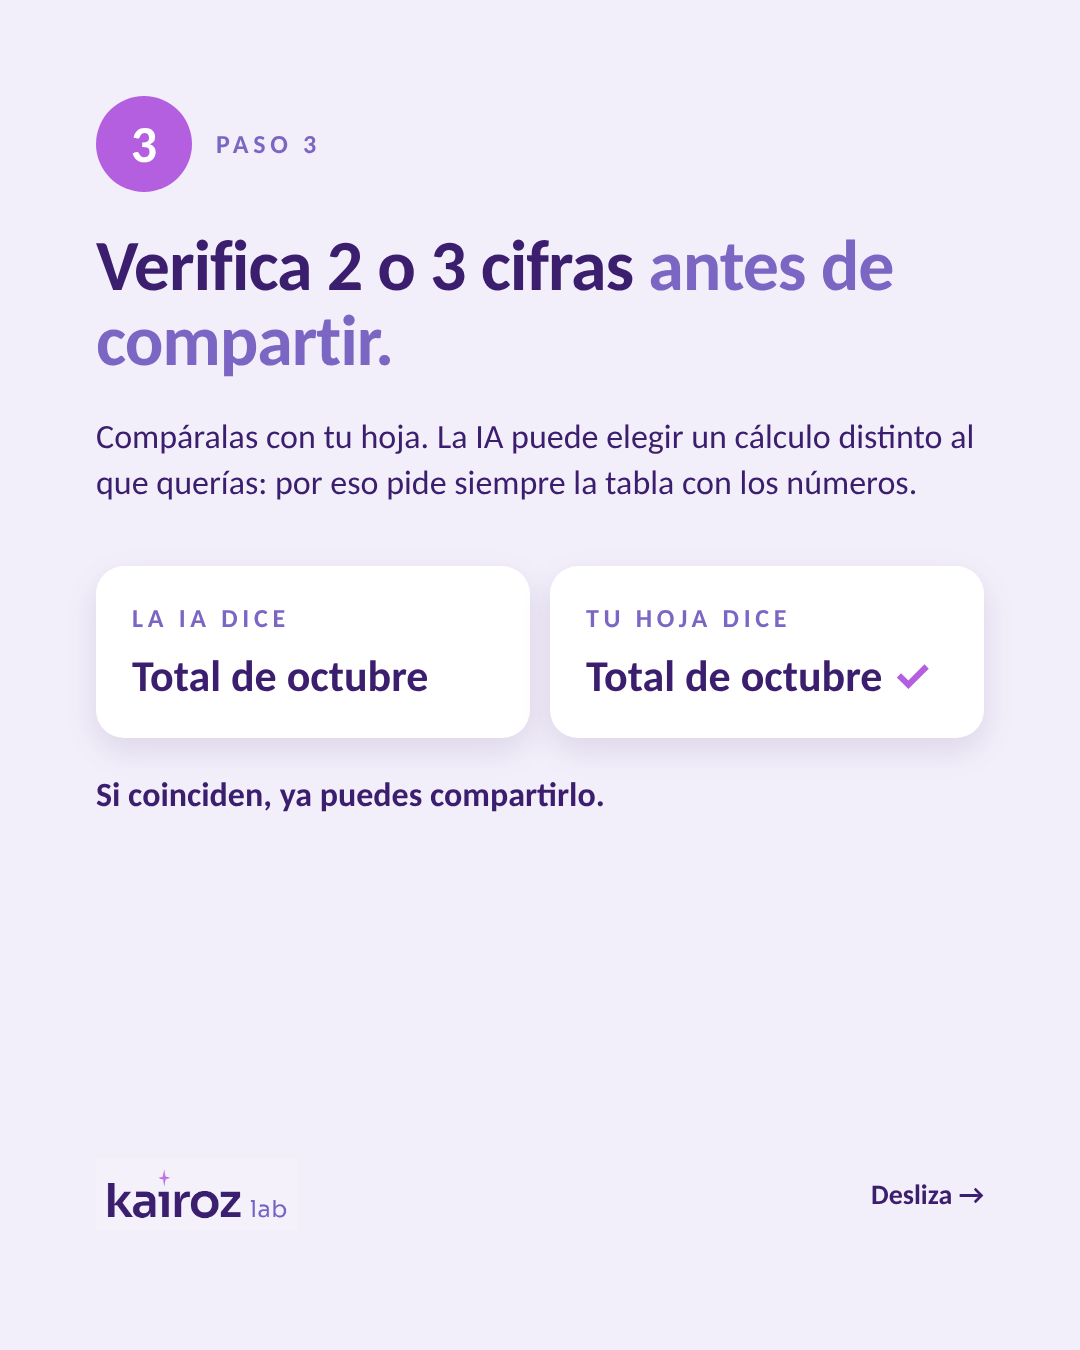 3
PASO 3
Verifica 2 o 3 cifras antes de
compartir.
Compáralas con tu hoja. La IA puede elegir un cálculo distinto al
que querías: por eso pide siempre la tabla con los números.
LA IA DICE
Total de octubre
TU HOJA DICE
Total de octubre ✓
Si coinciden, ya puedes compartirlo.
kairoz lab
Desliza →